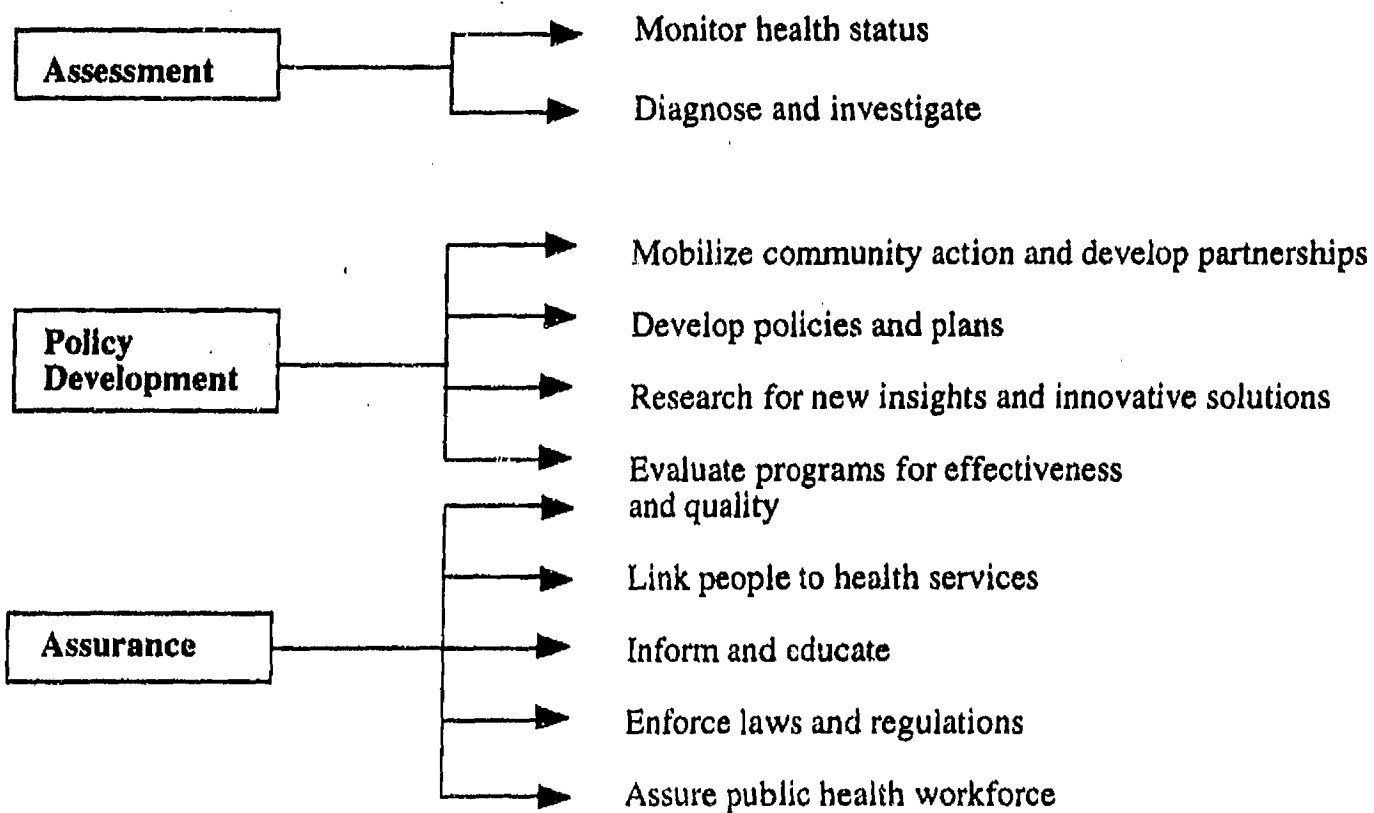 Assessment
Monitor health status
Diagnose and investigate
Policy
Development
Mobilize community action and develop partnerships
Develop policies and plans
Research for new insights and innovative solutions
Evaluate programs for effectiveness
and quality
Assurance
Link people to health services
Inform and educate
Enforce laws and regulations
Assure public health workforce